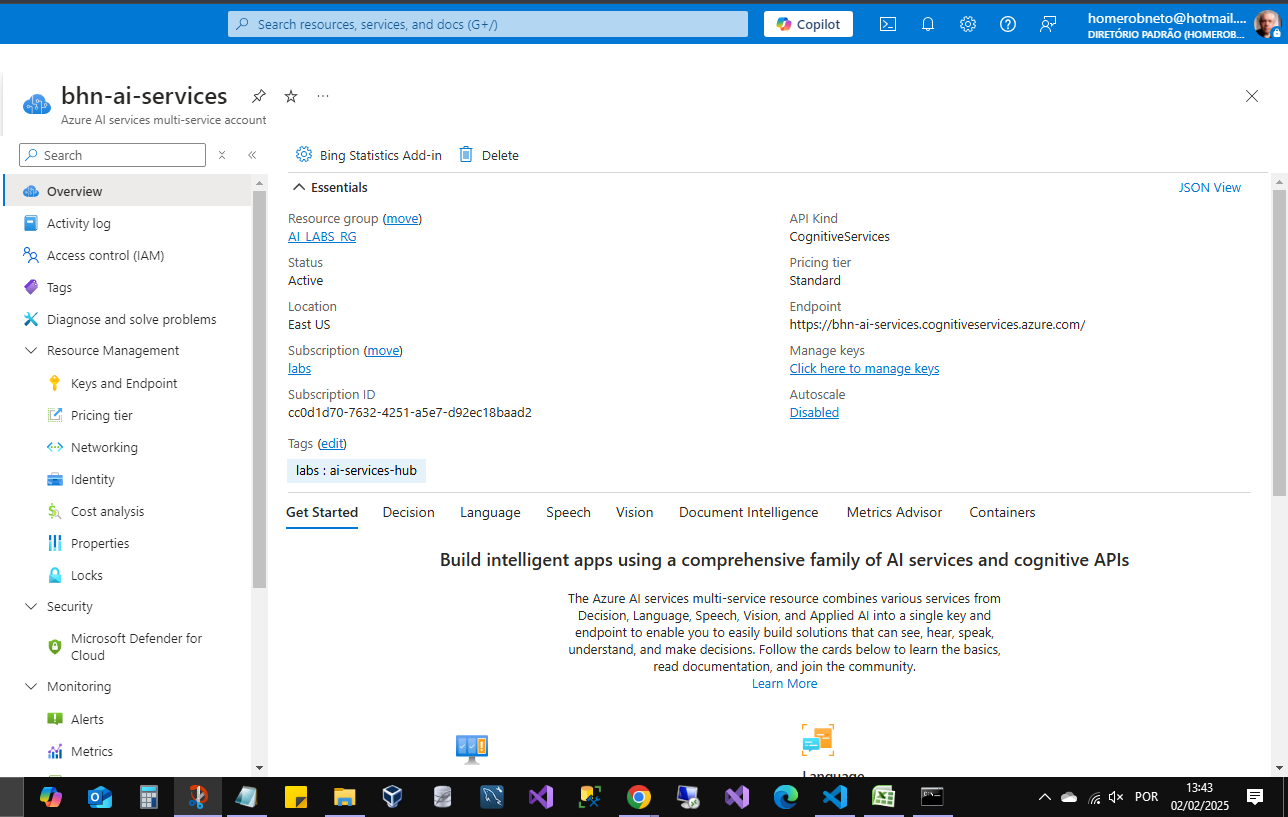 Search resources, services, and docs (G+/)
Copilot
homerobneto@hotmail....
DIRETÓRIO PADRÃO (HOMEROB...
bhn-ai-services
Azure AI services multi-service account
Search
Bing Statistics Add-in
Delete
Overview
Activity log
Access control (IAM)
Tags
Diagnose and solve problems
Resource Management
Keys and Endpoint
Pricing tier
Networking
Identity
Cost analysis
Properties
Locks
Security
Microsoft Defender for
Cloud
Monitoring
Alerts
Metrics
Essentials
JSON View
Resource group (move)
AI_LABS_RG
Status
Active
Location
East US
Subscription (move)
labs
Subscription ID
cc0d1d70-7632-4251-a5e7-d92ec18baad2
API Kind
CognitiveServices
Pricing tier
Standard
Endpoint
https://bhn-ai-services.cognitiveservices.azure.com/
Manage keys
Click here to manage keys
Autoscale
Disabled
Tags (edit)
labs : ai-services-hub
Get Started
Decision
Language
Speech
Vision
Document Intelligence
Metrics Advisor
Containers
Build intelligent apps using a comprehensive family of AI services and cognitive APIs
The Azure AI services multi-service resource combines various services from
Decision, Language, Speech, Vision, and Applied AI into a single key and
endpoint to enable you to easily build solutions that can see, hear, speak,
understand, and make decisions. Follow the cards below to learn the basics,
read documentation, and join the community.
Learn More
Language
POR
13:43
02/02/2025